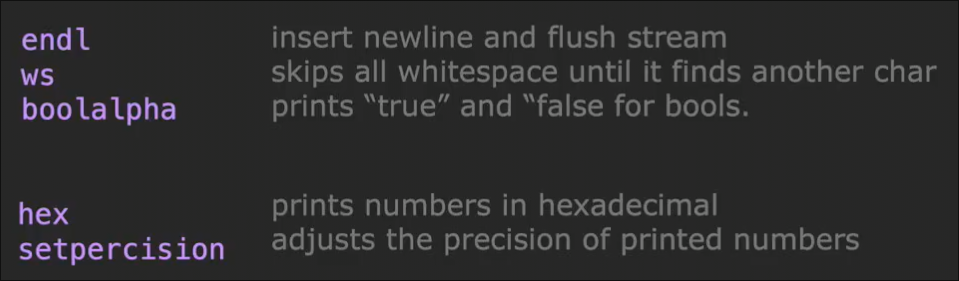 endl insert newline and flush stream
ws skips all whitespace until it finds another char
boolalpha prints “true” and “false for bools.
hex prints numbers in hexadecimal
setpercision adjusts the precision of printed numbers